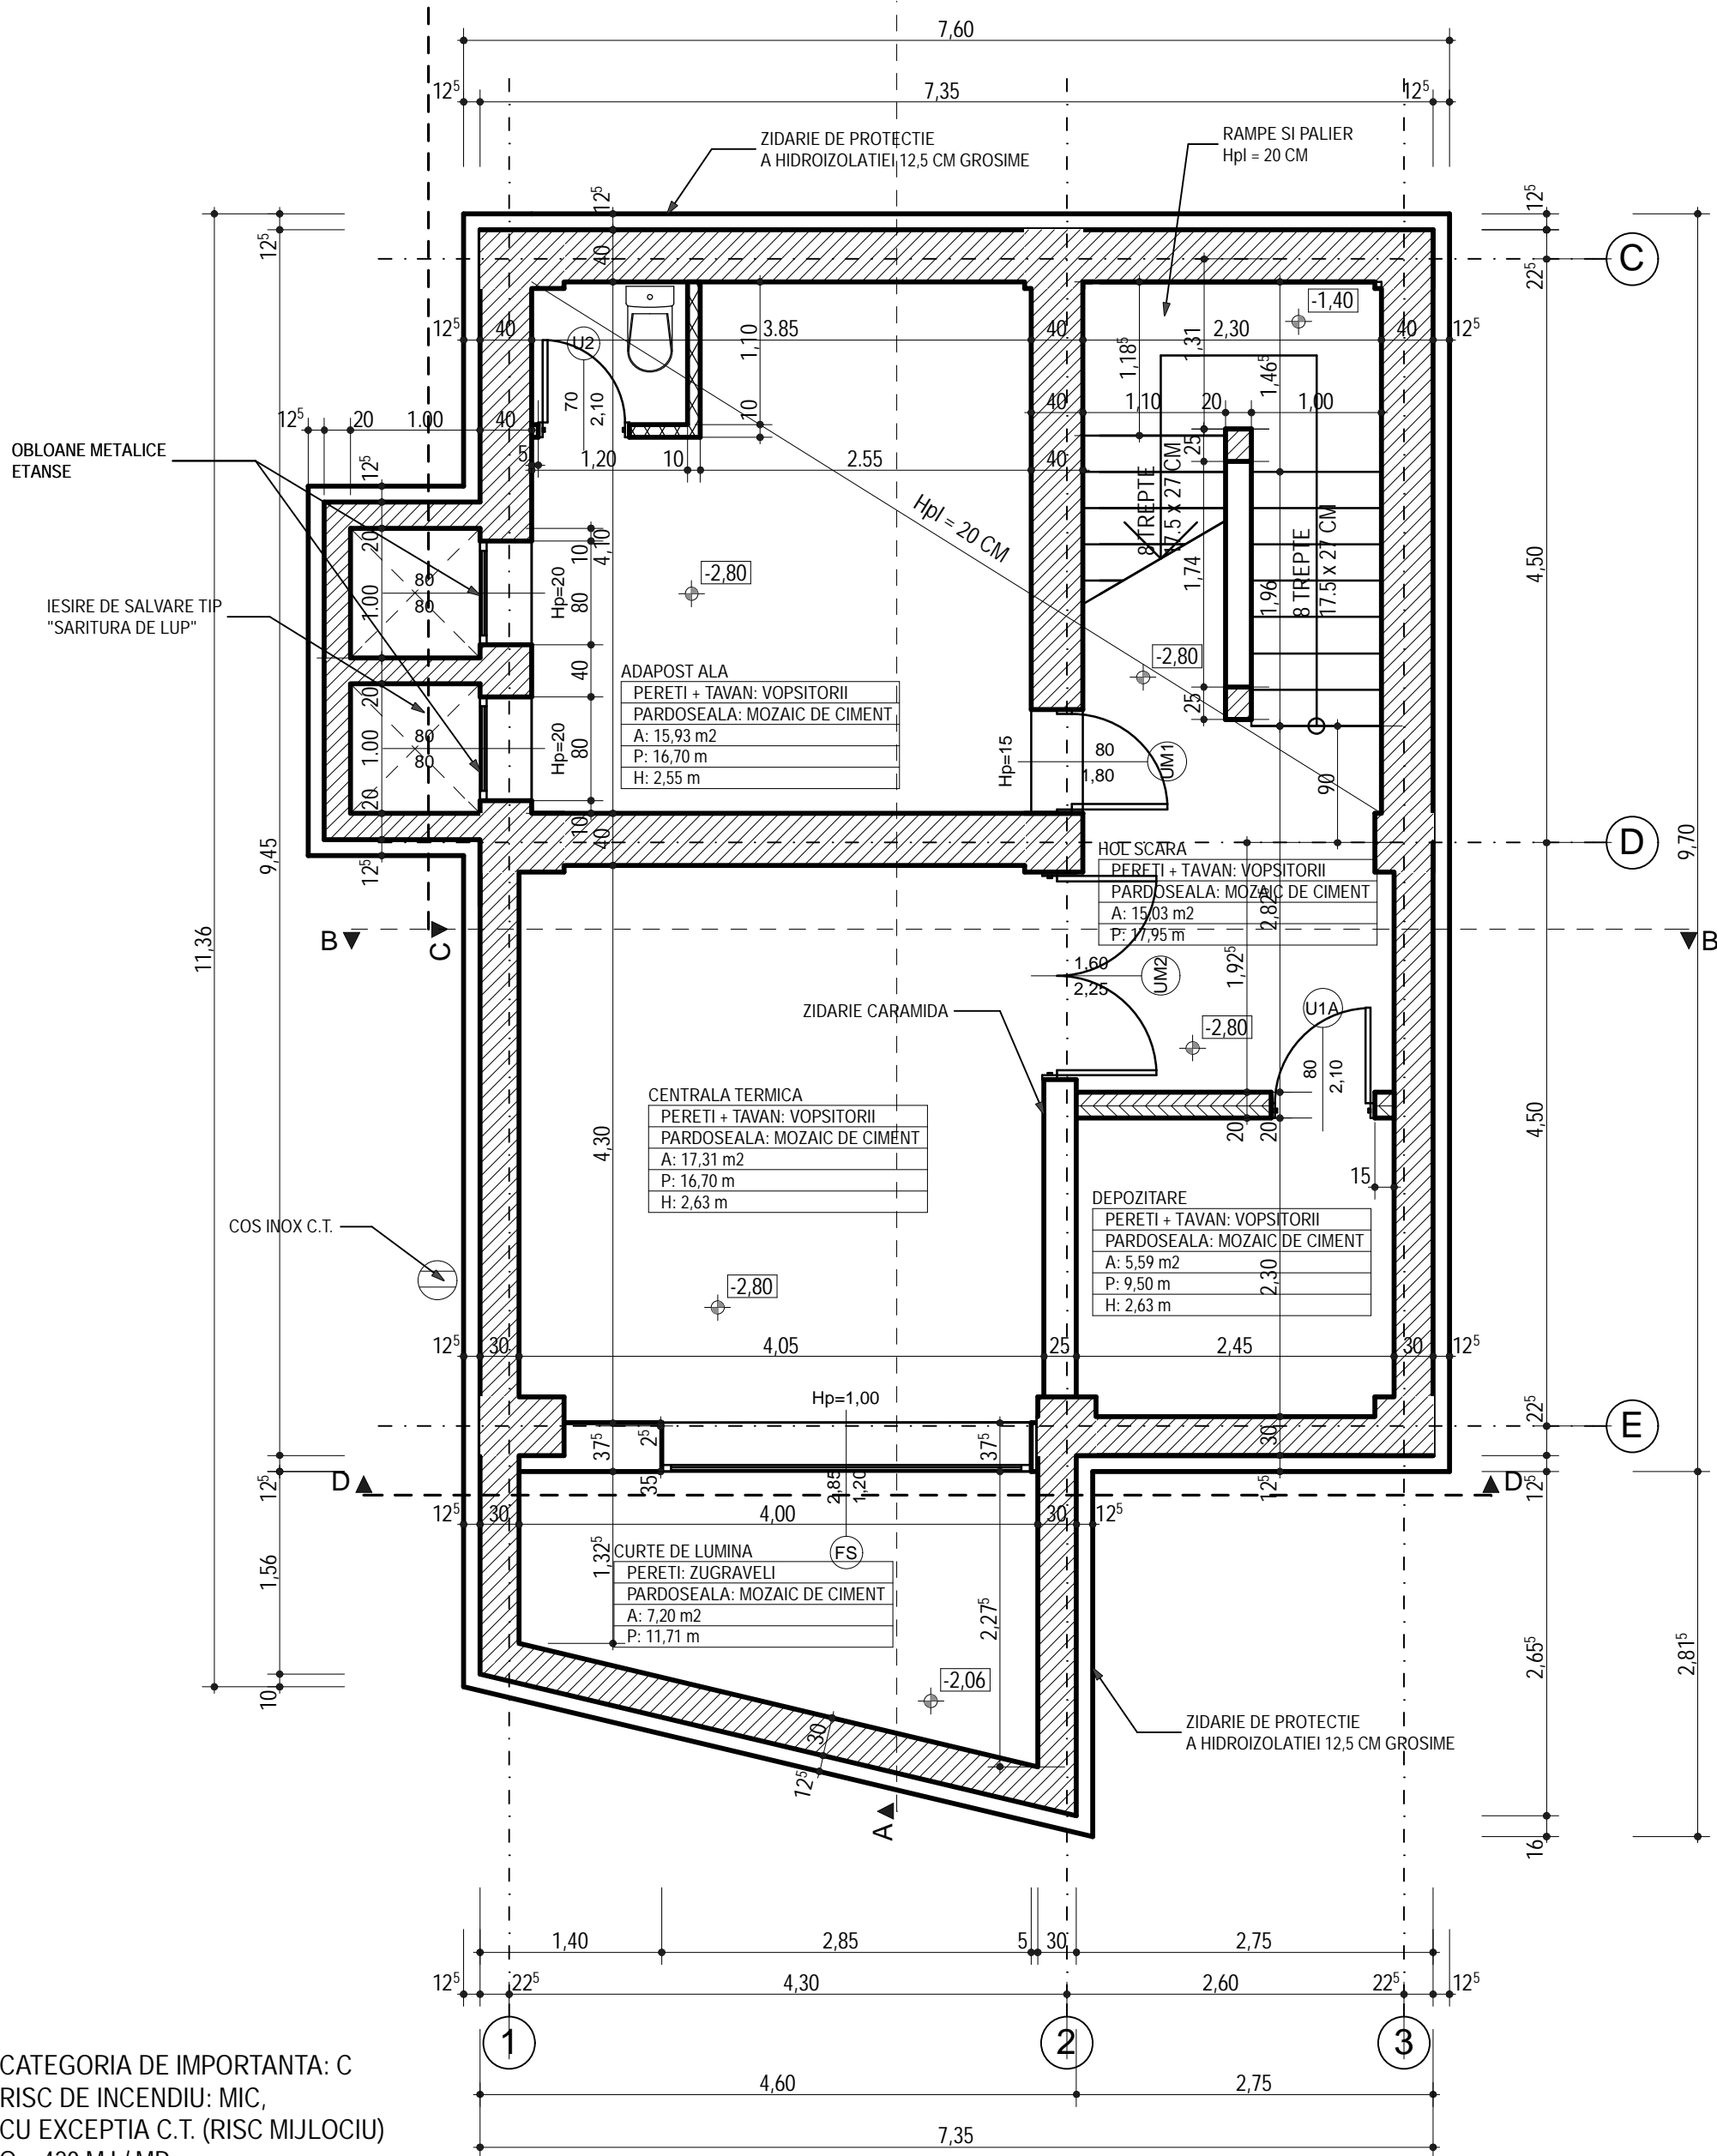 7,60
12⁵
7,35
12⁵
ZIDARIE DE PROTECTIE
A HIDROIZOLATIEI 12,5 CM GROSIME
RAMPE SI PALIER
Hpl = 20 CM
12⁵
12⁵
12⁵
40
22⁵
C
-1,40
12⁵
40
U2
1,10
3.85
40
1,18⁵
1,31
2,30
40
12⁵
1,46⁵
70
2,10
10
12⁵
20
1.00
40
40
1,10
20
1,00
OBLOANE METALICE
ETANSE
12⁵
5
1,20
10
2.55
40
25
8 TREPTE
17.5 x 27 CM
Hpl = 20 CM
20
10
4,10
4,50
-2,80
80
80
1.00
Hp=20
80
1,74
1,96
8 TREPTE
17.5 x 27 CM
IESIRE DE SALVARE TIP
"SARITURA DE LUP"
40
-2,80
ADAPOST ALA
PERETI + TAVAN: VOPSITORII
PARDOSEALA: MOZAIC DE CIMENT
A: 15,93 m2
P: 16,70 m
H: 2,55 m
20
25
80
80
1.00
Hp=20
80
Hp=15
80
1,80
UM1
90
20
10
40
12⁵
D
9,45
9,70
HOL SCARA
PERETI + TAVAN: VOPSITORII
PARDOSEALA: MOZAIC DE CIMENT
A: 15,03 m2
P: 17,95 m
2,82⁵
11,36
B
C
B
1,60
2,25
UM2
1,92⁵
ZIDARIE CARAMIDA
U1A
-2,80
80
2,10
4,50
CENTRALA TERMICA
PERETI + TAVAN: VOPSITORII
PARDOSEALA: MOZAIC DE CIMENT
A: 17,31 m2
P: 16,70 m
H: 2,63 m
4,30
20
20
15
DEPOZITARE
PERETI + TAVAN: VOPSITORII
PARDOSEALA: MOZAIC DE CIMENT
A: 5,59 m2
P: 9,50 m
H: 2,63 m
2,30
COS INOX C.T.
-2,80
12⁵
30
4,05
25
2,45
30
12⁵
Hp=1,00
22⁵
E
37⁵
2⁵
37⁵
30
D
12⁵
35
2,85
1,20
12⁵
D
12⁵
12⁵
30
4,00
30
12⁵
1,32⁵
CURTE DE LUMINA
PERETI: ZUGRAVELI
PARDOSEALA: MOZAIC DE CIMENT
A: 7,20 m2
P: 11,71 m
FS
1,56
2,27⁵
2,65⁵
2,81⁵
10
-2,06
30
12⁵
ZIDARIE DE PROTECTIE
A HIDROIZOLATIEI 12,5 CM GROSIME
A
16
1,40
2,85
5
30
2,75
12⁵
22⁵
4,30
2,60
22⁵
12⁵
1
2
3
CATEGORIA DE IMPORTANTA: C
RISC DE INCENDIU: MIC,
CU EXCEPTIA C.T. (RISC MIJLOCIU)
4,60
2,75
7,35